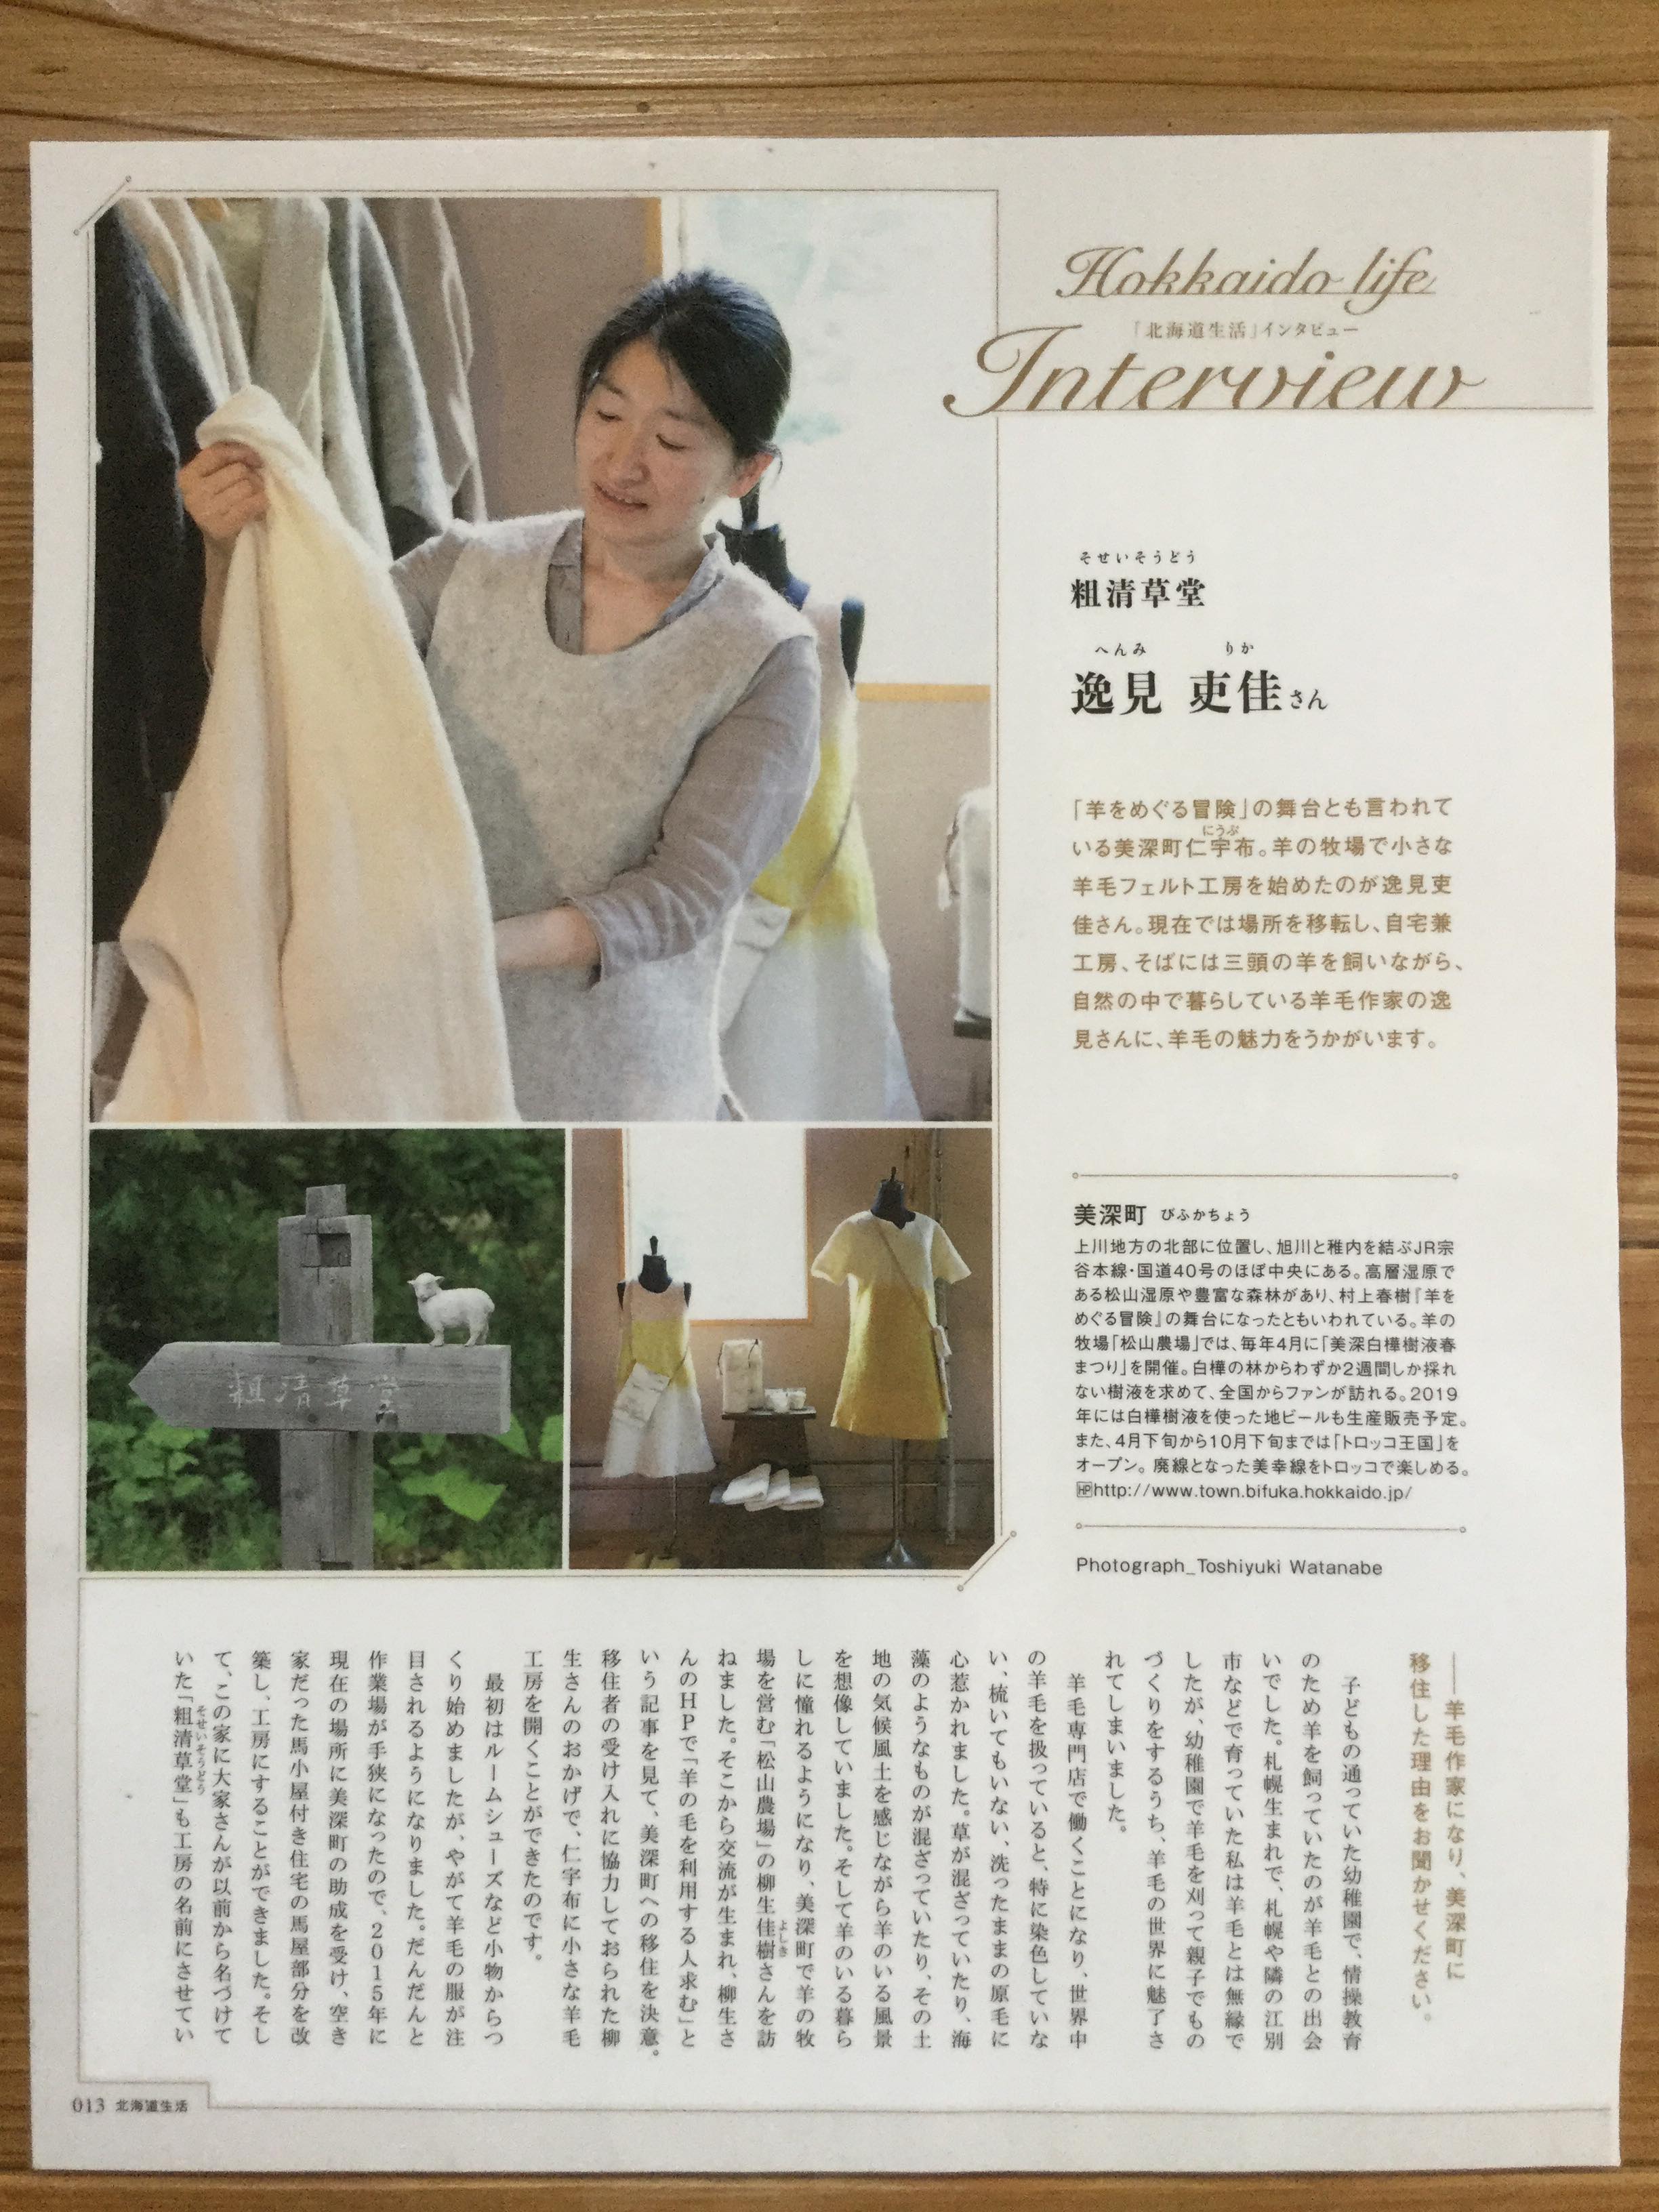 Hokkaido life
「北海道生活」インタビュー
Interview
そせいそうどう
粗清草堂
へんみ りか
逸見 吏佳さん
「羊をめぐる冒険」の舞台とも言われて
にうぷ
いる美深町仁宇布。羊の牧場で小さな
羊毛フェルト工房を始めたのが逸見吏
佳さん。現在では場所を移転し、自宅兼
工房、そばには三頭の羊を飼いながら、
自然の中で暮らしている羊毛作家の逸
見さんに、羊毛の魅力をうかがいます。
粗清草堂
美深町 びふかちょう
上川地方の北部に位置し、旭川と稚内を結ぶJR宗
谷本線・国道40号のほぼ中央にある。高層湿原で
ある松山湿原や豊富な森林があり、村上春樹『羊を
めぐる冒険』の舞台になったともいわれている。羊の
牧場「松山農場」では、毎年4月に「美深白樺樹液春
まつり」を開催。白樺の林からわずか2週間しか採れ
ない樹液を求めて、全国からファンが訪れる。2019
年には白樺樹液を使った地ビールも生産販売予定。
また、4月下旬から10月下旬までは「トロッコ王国」を
オープン。廃線となった美幸線をトロッコで楽しめる。
HPhttp://www.town.bifuka.hokkaido.jp/
Photograph_Toshiyuki Watanabe
――羊毛作家になり、美深町に
移住した理由をお聞かせください。
子どもの通っていた幼稚園で、情操教育
のため羊を飼っていたのが羊毛との出会
いでした。札幌生まれで、札幌や隣の江別
市などで育っていた私は羊毛とは無縁で
したが、幼稚園で羊毛を刈って親子でもの
づくりをするうち、羊毛の世界に魅了さ
れてしまいました。
羊毛専門店で働くことになり、世界中
の羊毛を扱っていると、特に染色していな
い、梳いてもいない、洗ったままの原毛に
心惹かれました。草が混ざっていたり、海
藻のようなものが混ざっていたり、その土
地の気候風土を感じながら羊のいる風景
を想像していました。そして羊のいる暮ら
しに憧れるようになり、美深町で羊の牧
場を営む「松山農場」の柳生佳樹さんを訪
よしき
ねました。そこから交流が生まれ、柳生さ
んのHPで「羊の毛を利用する人求む」と
いう記事を見て、美深町への移住を決意。
移住者の受け入れに協力しておられた柳
生さんのおかげで、仁宇布に小さな羊毛
工房を開くことができたのです。
最初はルームシューズなど小物からつ
くり始めましたが、やがて羊毛の服が注
目されるようになりました。だんだんと
作業場が手狭になったので、2015年に
現在の場所に美深町の助成を受け、空き
家だった馬小屋付き住宅の馬屋部分を改
築し、工房にすることができました。そし
て、この家に大家さんが以前から名づけて
いた「粗清草堂」も工房の名前にさせてい
そせいそうどう
013 北海道生活